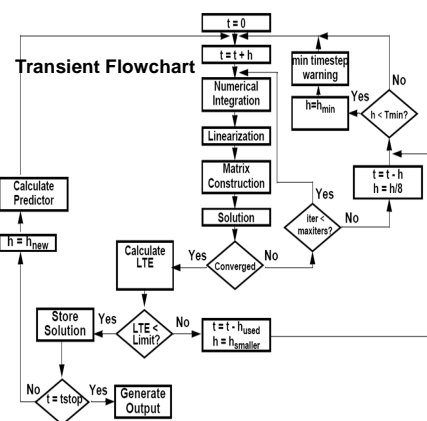 t = 0
t = t + h
Transient Flowchart
Numerical
Integration
Linearization
Matrix
Construction
Solution
Converged
Yes
No
iter <
maxiters?
Yes
No
t = t - h
h = h/8
h < Tmin?
Yes
No
h=hmin
min timestep
warning
Calculate
LTE
LTE <
Limit?
Yes
No
t = t - hused
h = hsmaller
Store
Solution
t = tstop
No
Yes
Generate
Output
h = hnew
Calculate
Predictor